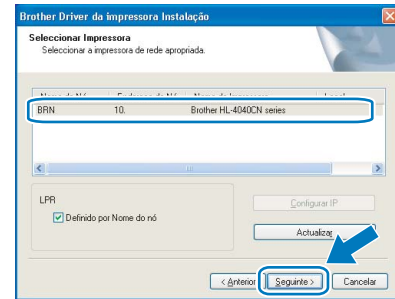 Brother Driver da impressora Instalação
Seleccionar Impressora
Seleccionar a impressora de rede apropriada.
BRN 10. Brother HL-4040CN series
LPR
Definido por Nome do nó
Configurar IP
Actualizar
< Anterior Seguinte > Cancelar